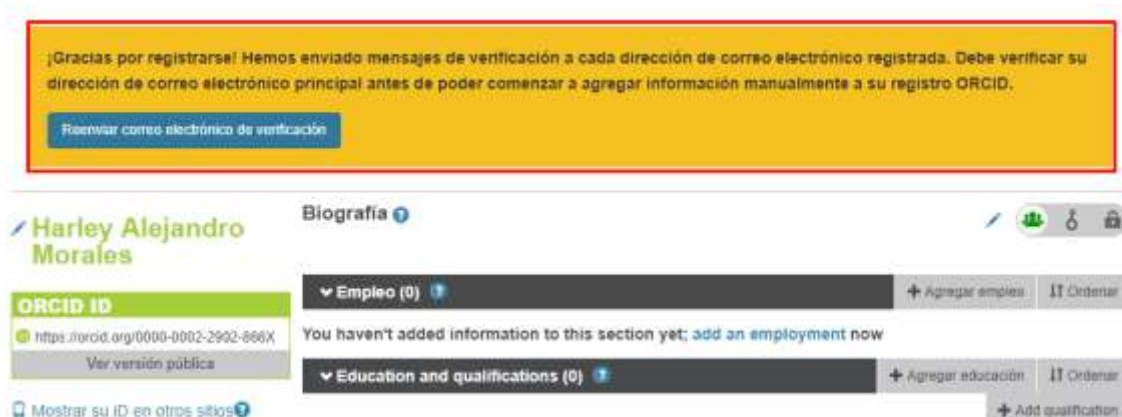 ¡Gracias por registrarse! Hemos enviado mensajes de verificación a cada dirección de correo electrónico registrada. Debe verificar su
dirección de correo electrónico principal antes de poder comenzar a agregar información manualmente a su registro ORCID.
Reenviar correo electrónico de verificación
Harley Alejandro
Morales
Biografía
ORCID ID
https://orcid.org/0000-0002-2902-866X
Ver versión pública
Mostrar su iD en otros sitios
Empleo (0)
Agregar empleo
Ordenar
You haven't added information to this section yet; add an employment now
Education and qualifications (0)
Agregar educación
Ordenar
Add qualification